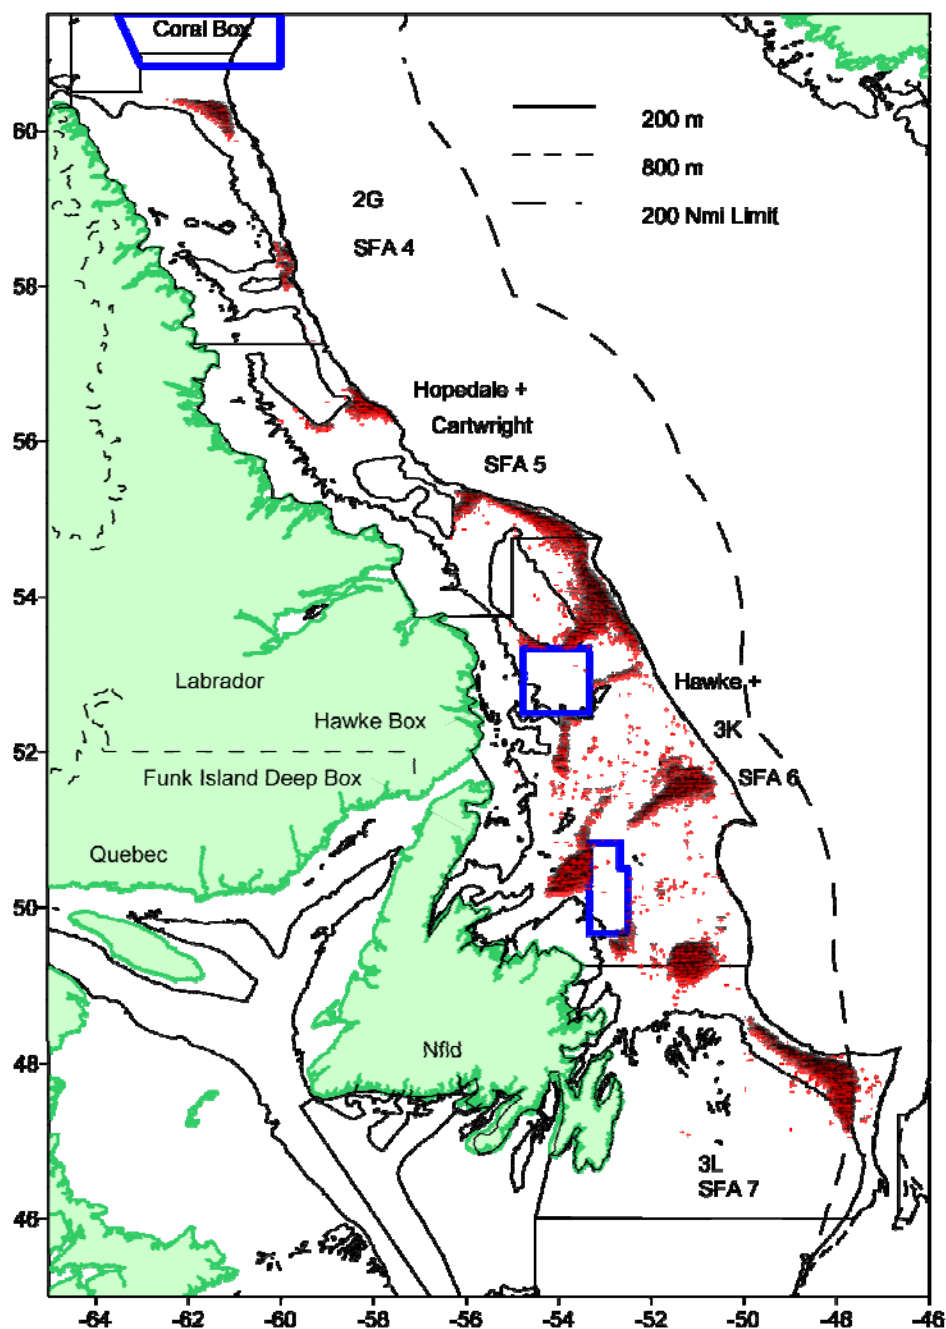 Coral Box
200 m
60
800 m
2G
200 Nmi Limit
SFA 4
58
Hopedale +
Cartwright
56
SFA 5
54
Labrador
Hawke +
Hawke Box
3K
52
Funk Island Deep Box
SFA 6
Quebec
50
Nfld
48
3L
SFA 7
46
-64 -62 -60 -58 -56 -54 -52 -50 -48 -46